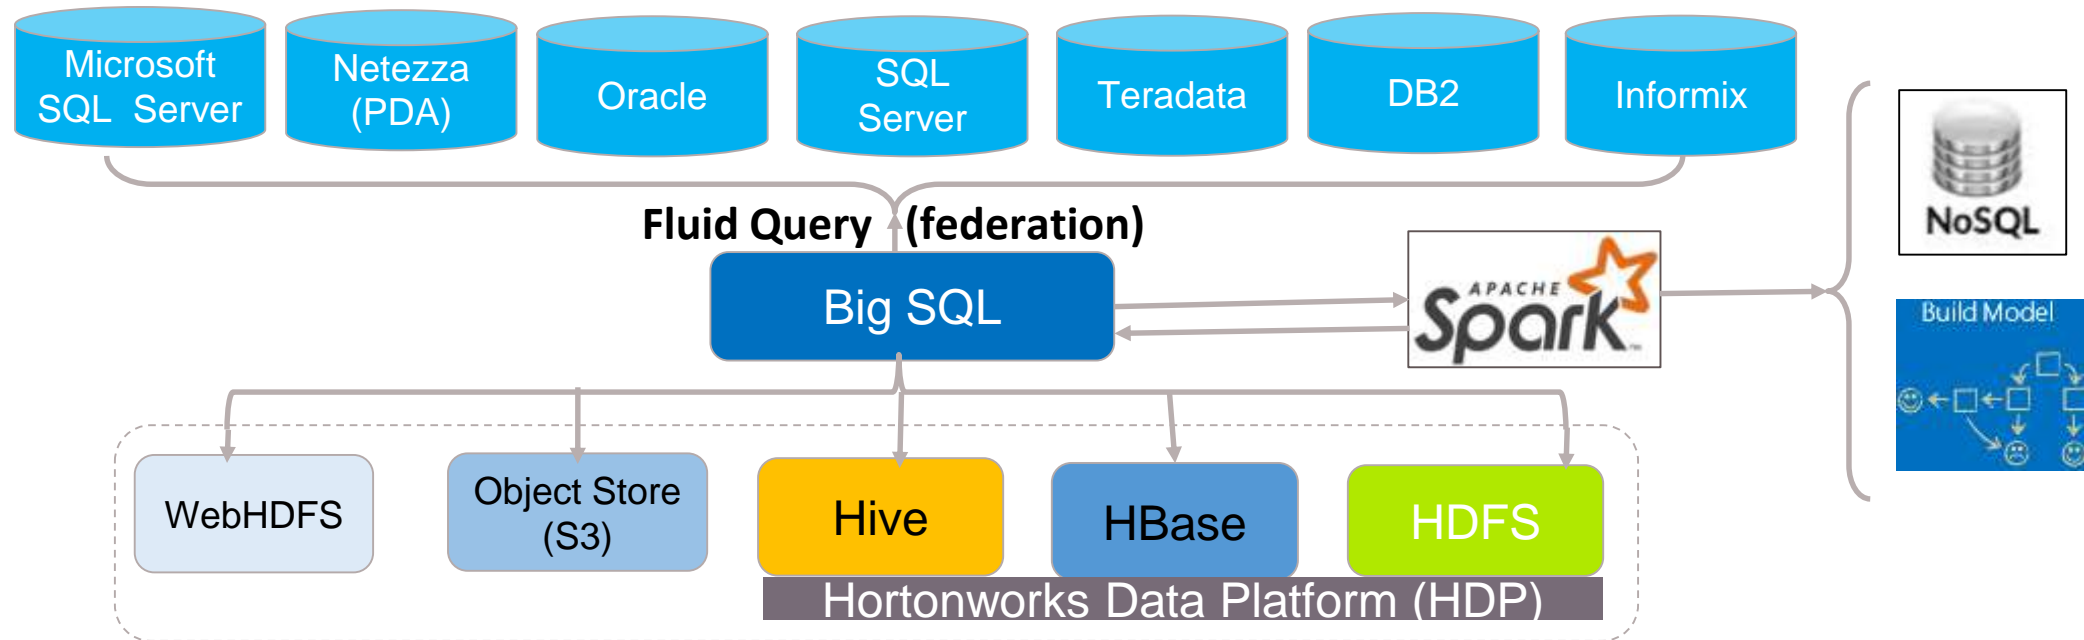 Microsoft
SQL Server
Netezza
(PDA)
Oracle
SQL
Server
Teradata
DB2
Informix
Fluid Query (federation)
Big SQL
APACHE
Spark
NoSQL
Build Model
WebHDFS
Object Store
(S3)
Hive
HBase
HDFS
Hortonworks Data Platform (HDP)